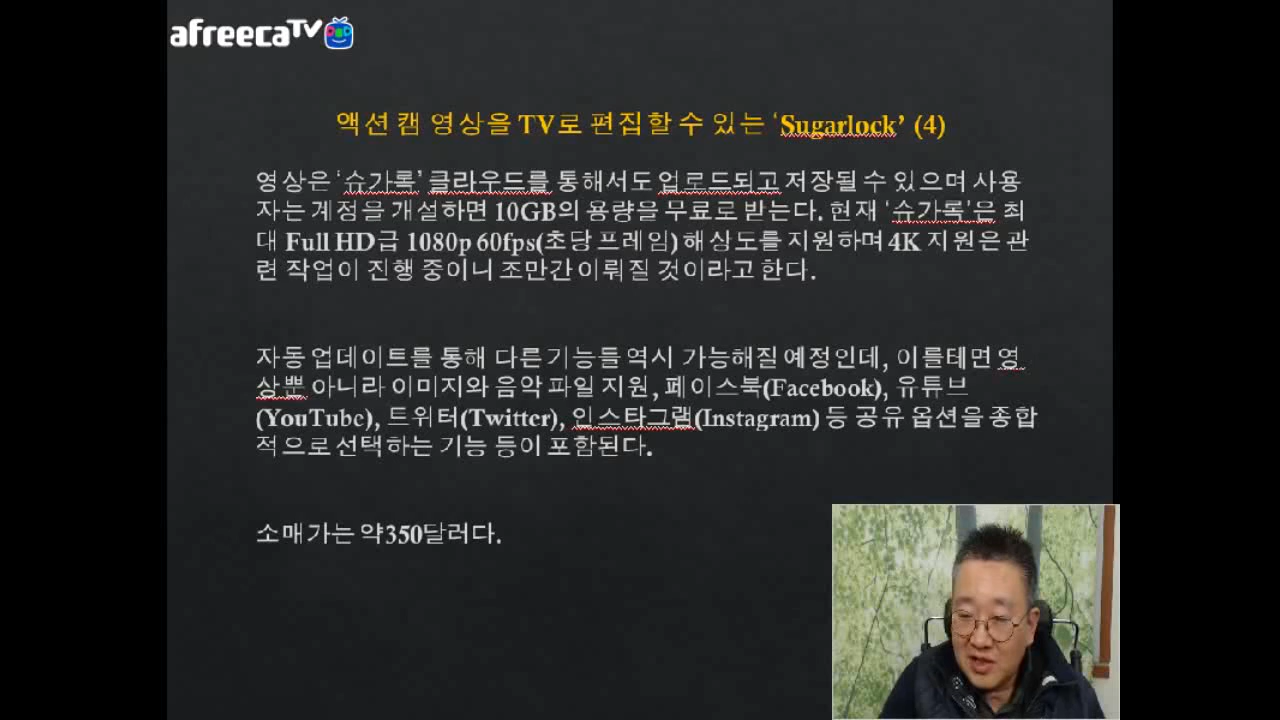 afreecaTV
액션 캠 영상을 TV로 편집할 수 있는 ‘Sugarlock’ (4)
영상은 ‘슈가록’ 클라우드를 통해서도 업로드되고 저장될 수 있으며 사용
자는 계정을 개설하면 10GB의 용량을 무료로 받는다. 현재 ‘슈가록’은 최
대 Full HD급 1080p 60fps(초당 프레임) 해상도를 지원하며 4K 지원은 관
련 작업이 진행 중이니 조만간 이뤄질 것이라고 한다.
자동 업데이트를 통해 다른 기능들 역시 가능해질 예정인데, 이를테면 영
상뿐 아니라 이미지와 음악 파일 지원, 페이스북(Facebook), 유튜브
(YouTube), 트위터(Twitter), 인스타그램(Instagram) 등 공유 옵션을 종합
적으로 선택하는 기능 등이 포함된다.
소매가는 약350달러다.